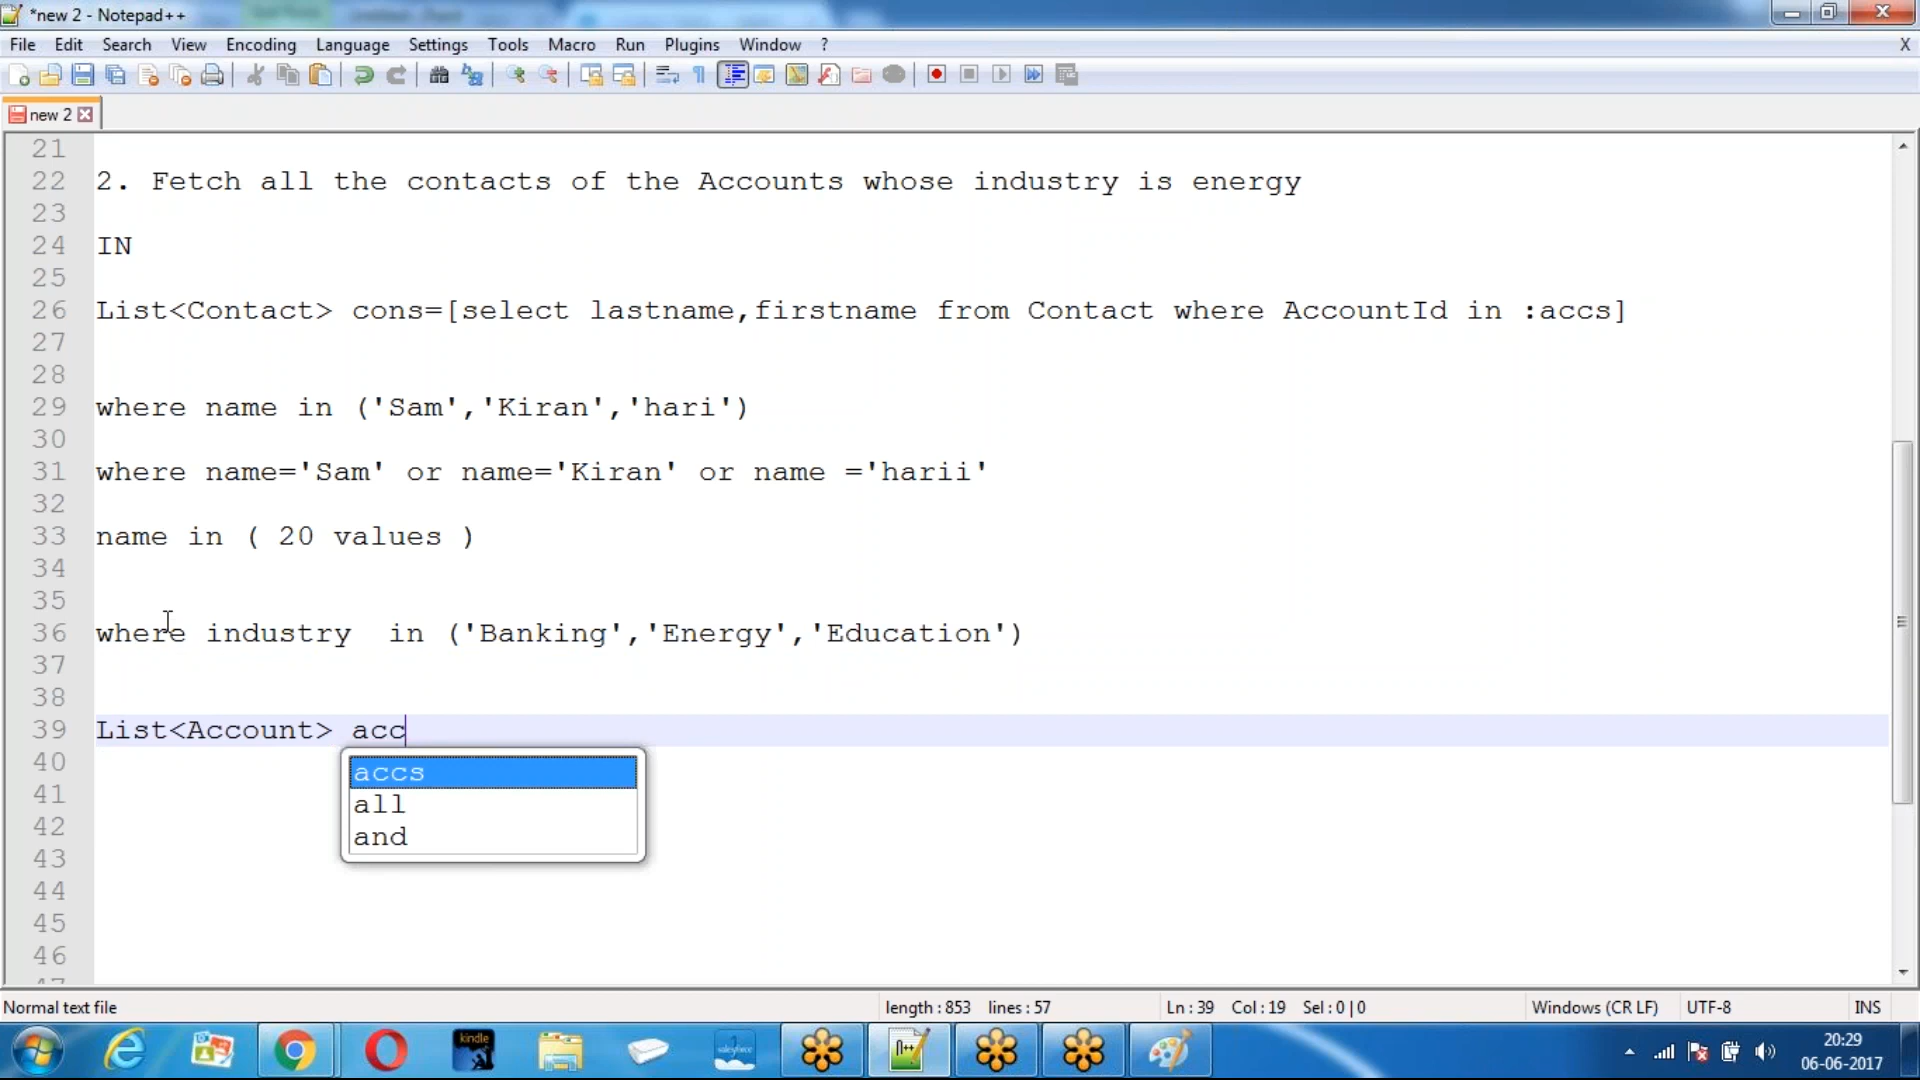 *new 2 - Notepad++
File Edit Search View Encoding Language Settings Tools Macro Run Plugins Window ? X
new 2
21
22 2. Fetch all the contacts of the Accounts whose industry is energy
23
24 IN
25
26 List<Contact> cons=[select lastname,firstname from Contact where AccountId in :accs]
27
28
29 where name in ('Sam','Kiran','hari')
30
31 where name='Sam' or name='Kiran' or name ='harii'
32
33 name in ( 20 values )
34
35
36 where industry  in ('Banking','Energy','Education')
37
38
39 List<Account> acc
40
accs
41
all
42
and
43
44
45
46
47
Normal text file length : 853 lines : 57 Ln : 39 Col : 19 Sel : 0 | 0 Windows (CR LF) UTF-8 INS
kindle
salesforce
20:29
06-06-2017